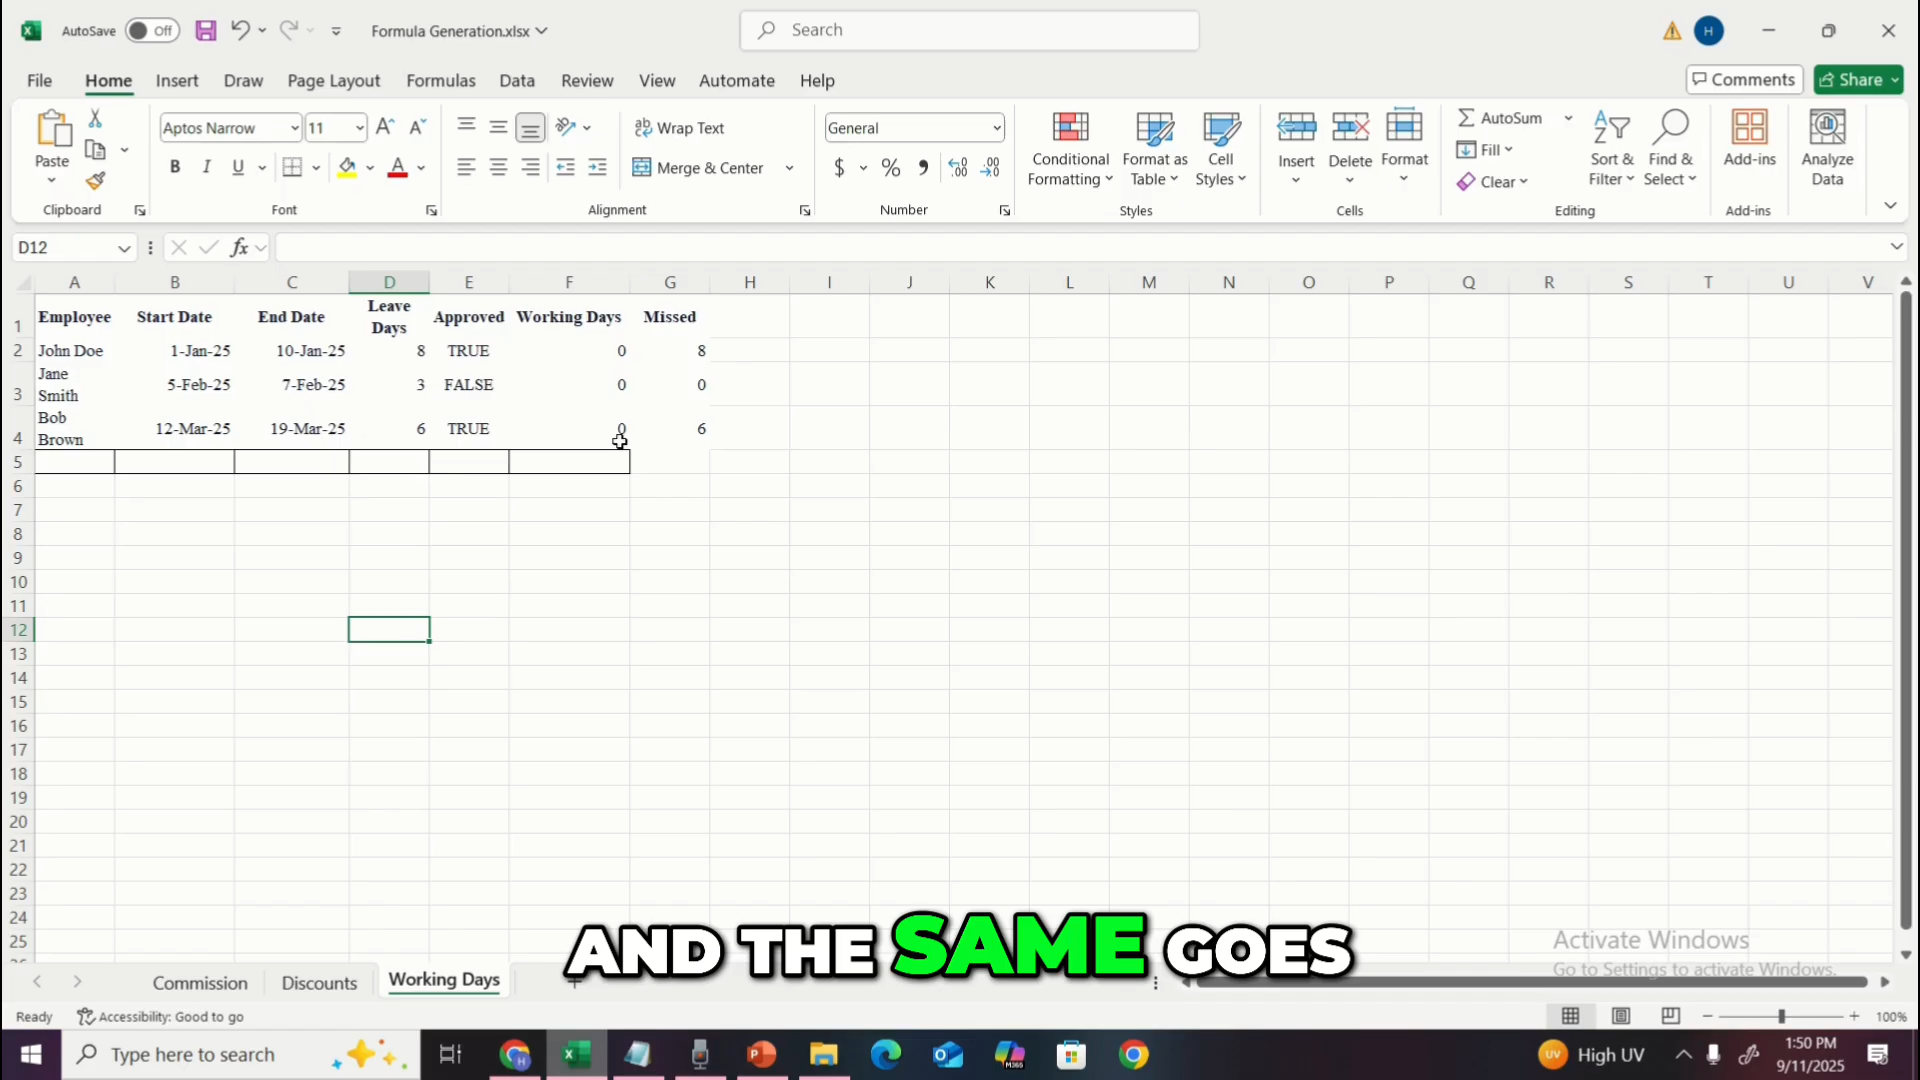 AutoSave Off Formula Generation.xlsx Search H
File Home Insert Draw Page Layout Formulas Data Review View Automate Help Comments Share
Paste Aptos Narrow 11 B I U Wrap Text Merge & Center General $ % Conditional Formatting Format as Table Cell Styles Insert Delete Format AutoSum Fill Clear Sort & Filter Find & Select Add-ins Analyze Data
Clipboard Font Alignment Number Styles Cells Editing Add-ins
D12 fx
A B C D E F G H I J K L M N O P Q R S T U V
1 Employee Start Date End Date Leave Days Approved Working Days Missed
2 John Doe 1-Jan-25 10-Jan-25 8 TRUE 0 8
3 Jane Smith 5-Feb-25 7-Feb-25 3 FALSE 0 0
4 Bob Brown 12-Mar-25 19-Mar-25 6 TRUE 0 6
5
6
7
8
9
10
11
12
13
14
15
16
17
18
19
20
21
22
23
24
25
AND THE SAME GOES
Activate Windows
Go to Settings to activate Windows.
Commission Discounts Working Days
Ready Accessibility: Good to go 100%
Type here to search UV High UV 1:50 PM
9/11/2025